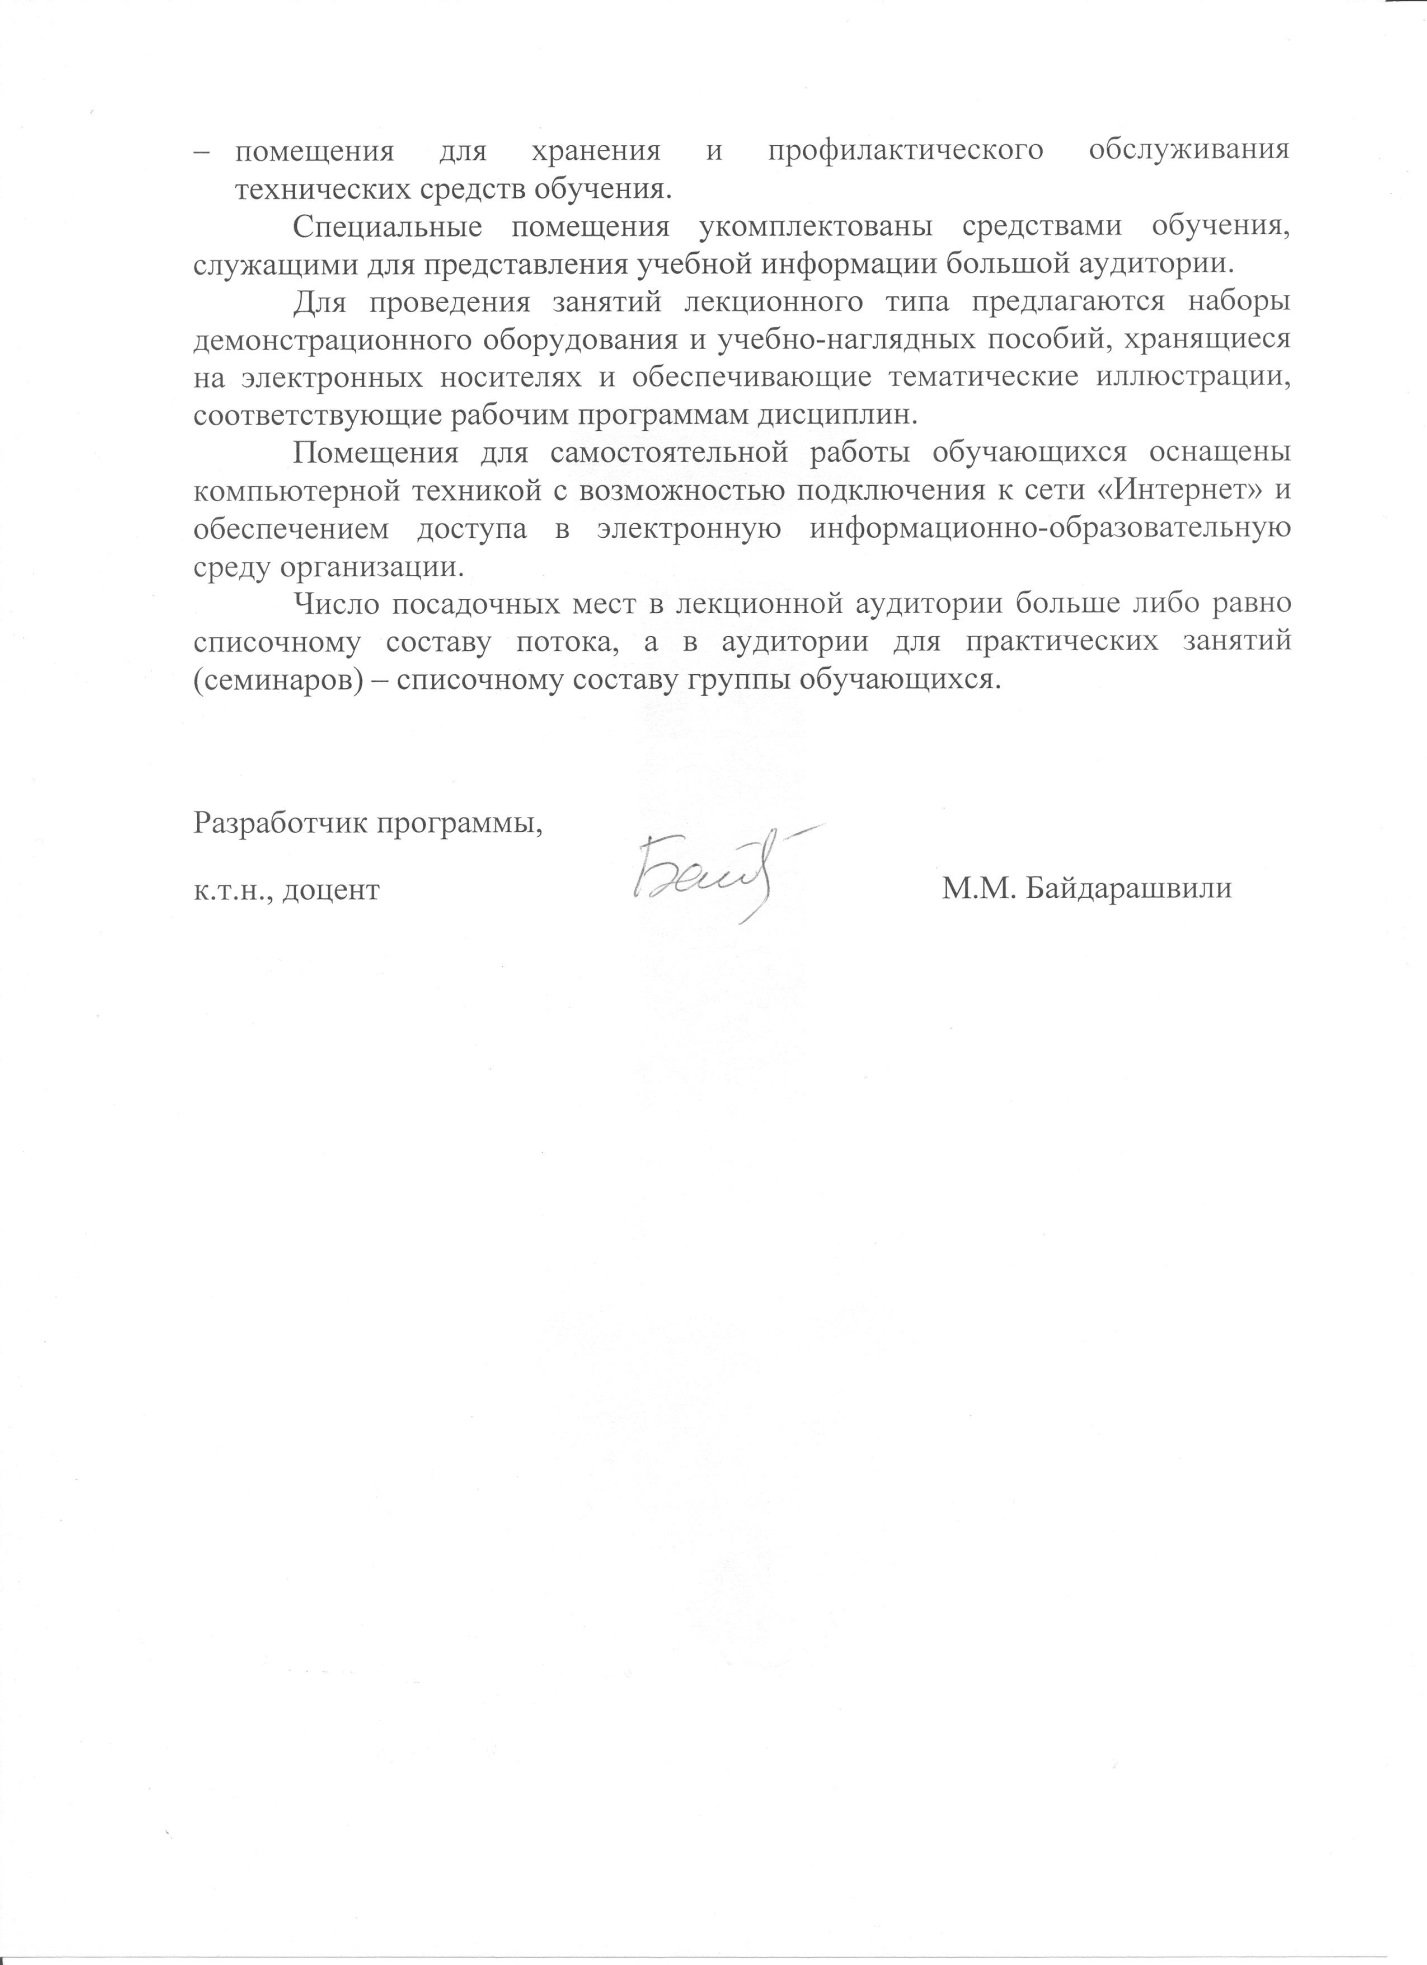 – помещения для хранения и профилактического обслуживания
технических средств обучения.
Специальные помещения укомплектованы средствами обучения,
служащими для представления учебной информации большой аудитории.
Для проведения занятий лекционного типа предлагаются наборы
демонстрационного оборудования и учебно-наглядных пособий, хранящиеся
на электронных носителях и обеспечивающие тематические иллюстрации,
соответствующие рабочим программам дисциплин.
Помещения для самостоятельной работы обучающихся оснащены
компьютерной техникой с возможностью подключения к сети «Интернет» и
обеспечением доступа в электронную информационно-образовательную
среду организации.
Число посадочных мест в лекционной аудитории больше либо равно
списочному составу потока, а в аудитории для практических занятий
(семинаров) – списочному составу группы обучающихся.
Разработчик программы,
к.т.н., доцент М.М. Байдарашвили